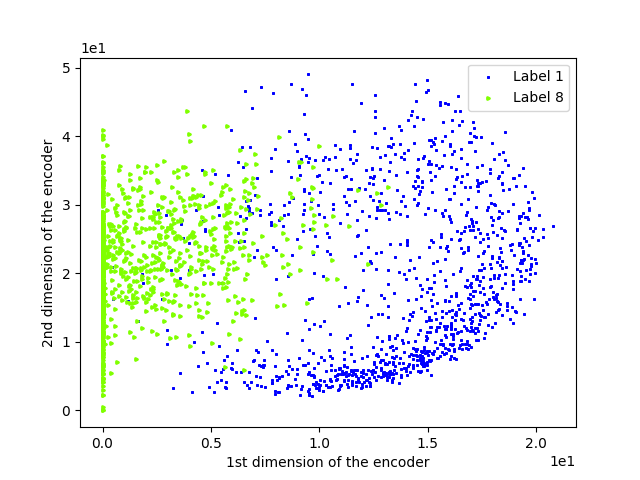 1e1
5
4
3
2
1
0
2nd dimension of the encoder
Label 1
Label 8
0.0 0.5 1.0 1.5 2.0
1st dimension of the encoder
1e1